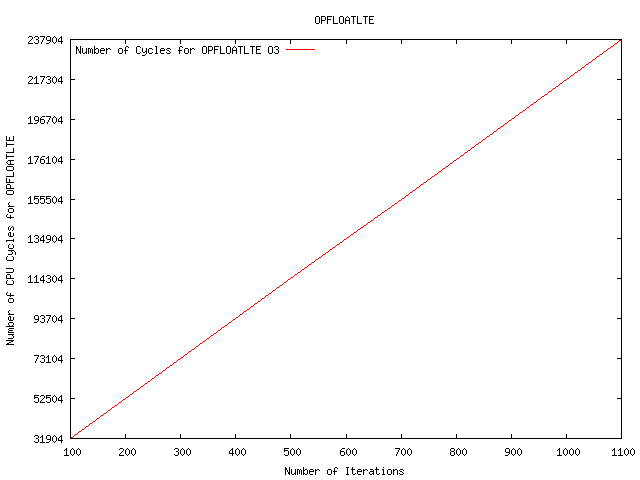 OPFLOATLTE
Number of Cycles for OPFLOATLTE O3
Number of CPU Cycles for OPFLOATLTE
237904
217304
196704
176104
155504
134904
114304
93704
73104
52504
31904
100 200 300 400 500 600 700 800 900 1000 1100
Number of Iterations